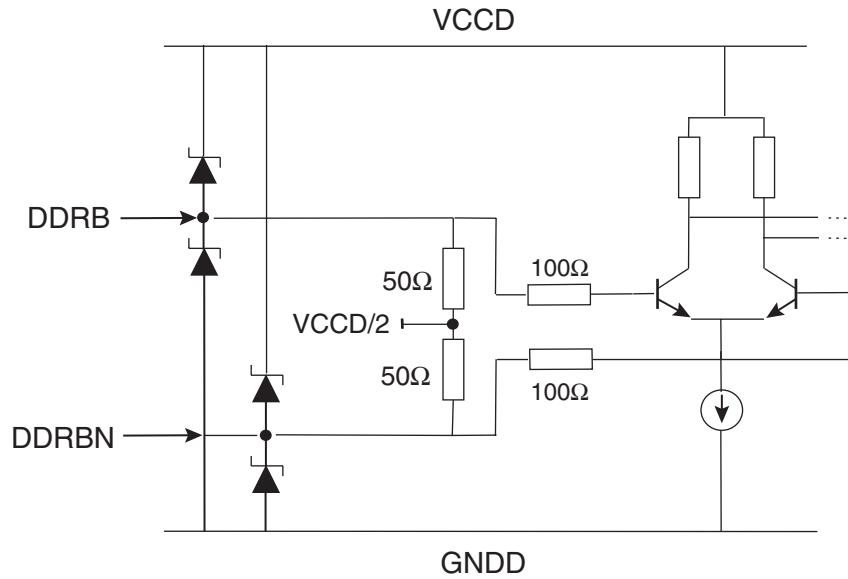 VCCD
DDRB
50Ω
100Ω
VCCD/2
50Ω
100Ω
DDRBN
GNDD